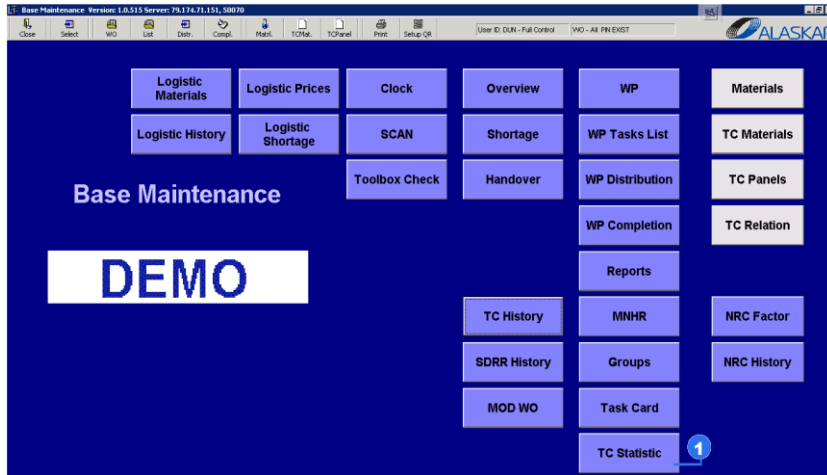 Base Maintenance Version: 1.0.515 Server: 79.174.71.151, 50070
Close Select WO List Distr. Compl. Matrl. TCMat. TCPanel Print Setup QR
User ID: DUN - Full Control WO - All PIN EXIST
ALASKAR
Logistic Materials
Logistic Prices
Clock
Overview
WP
Materials
Logistic History
Logistic Shortage
SCAN
Shortage
WP Tasks List
TC Materials
Toolbox Check
Handover
WP Distribution
TC Panels
Base Maintenance
WP Completion
TC Relation
DEMO
Reports
TC History
MNHR
NRC Factor
SDRR History
Groups
NRC History
MOD WO
Task Card
TC Statistic
1